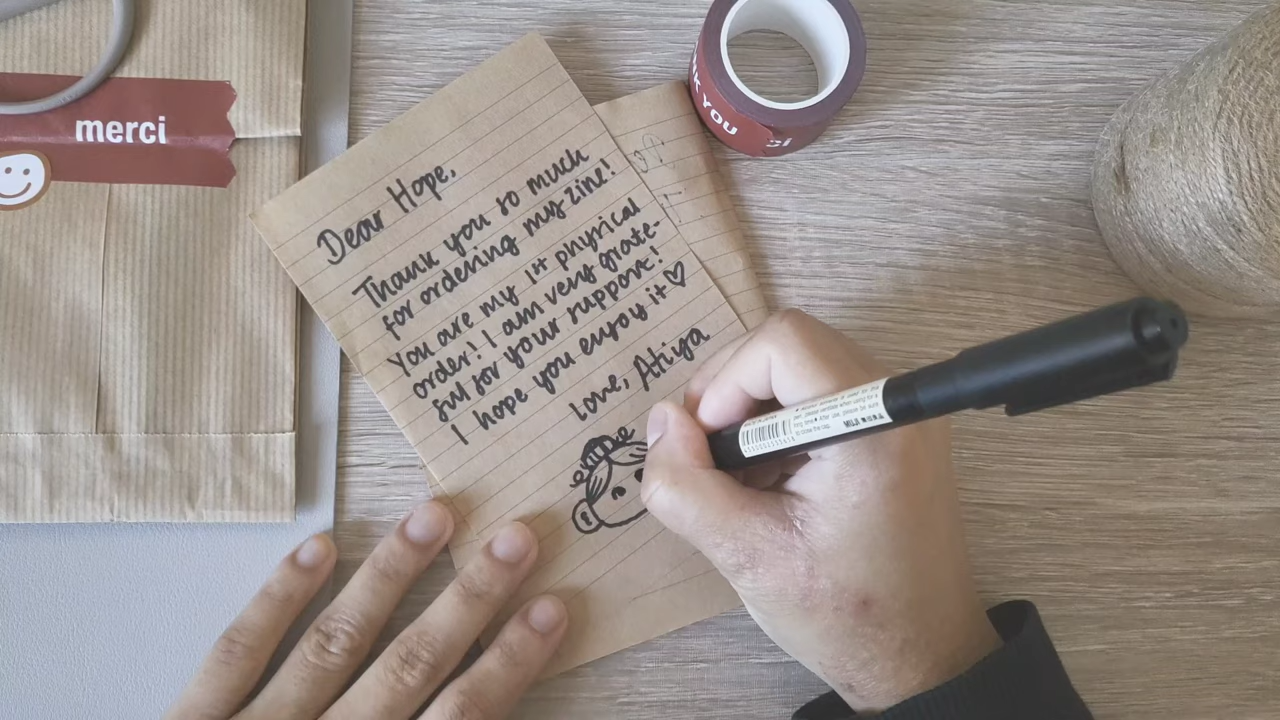 merci
Dear Hope,
Thank you so much
for ordering my zine!
You are my 1st physical
order! I am very grate-
ful for your support!
I hope you enjoy it♡
Love, Atiya
NK YOU